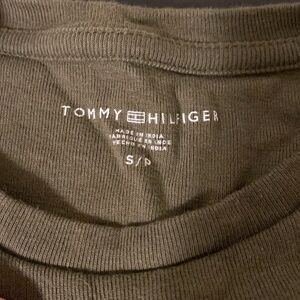 TOMMY HILFIGER
MADE IN INDIA
FABRIQUÉ EN INDE
HECHO EN INDIA
S/P